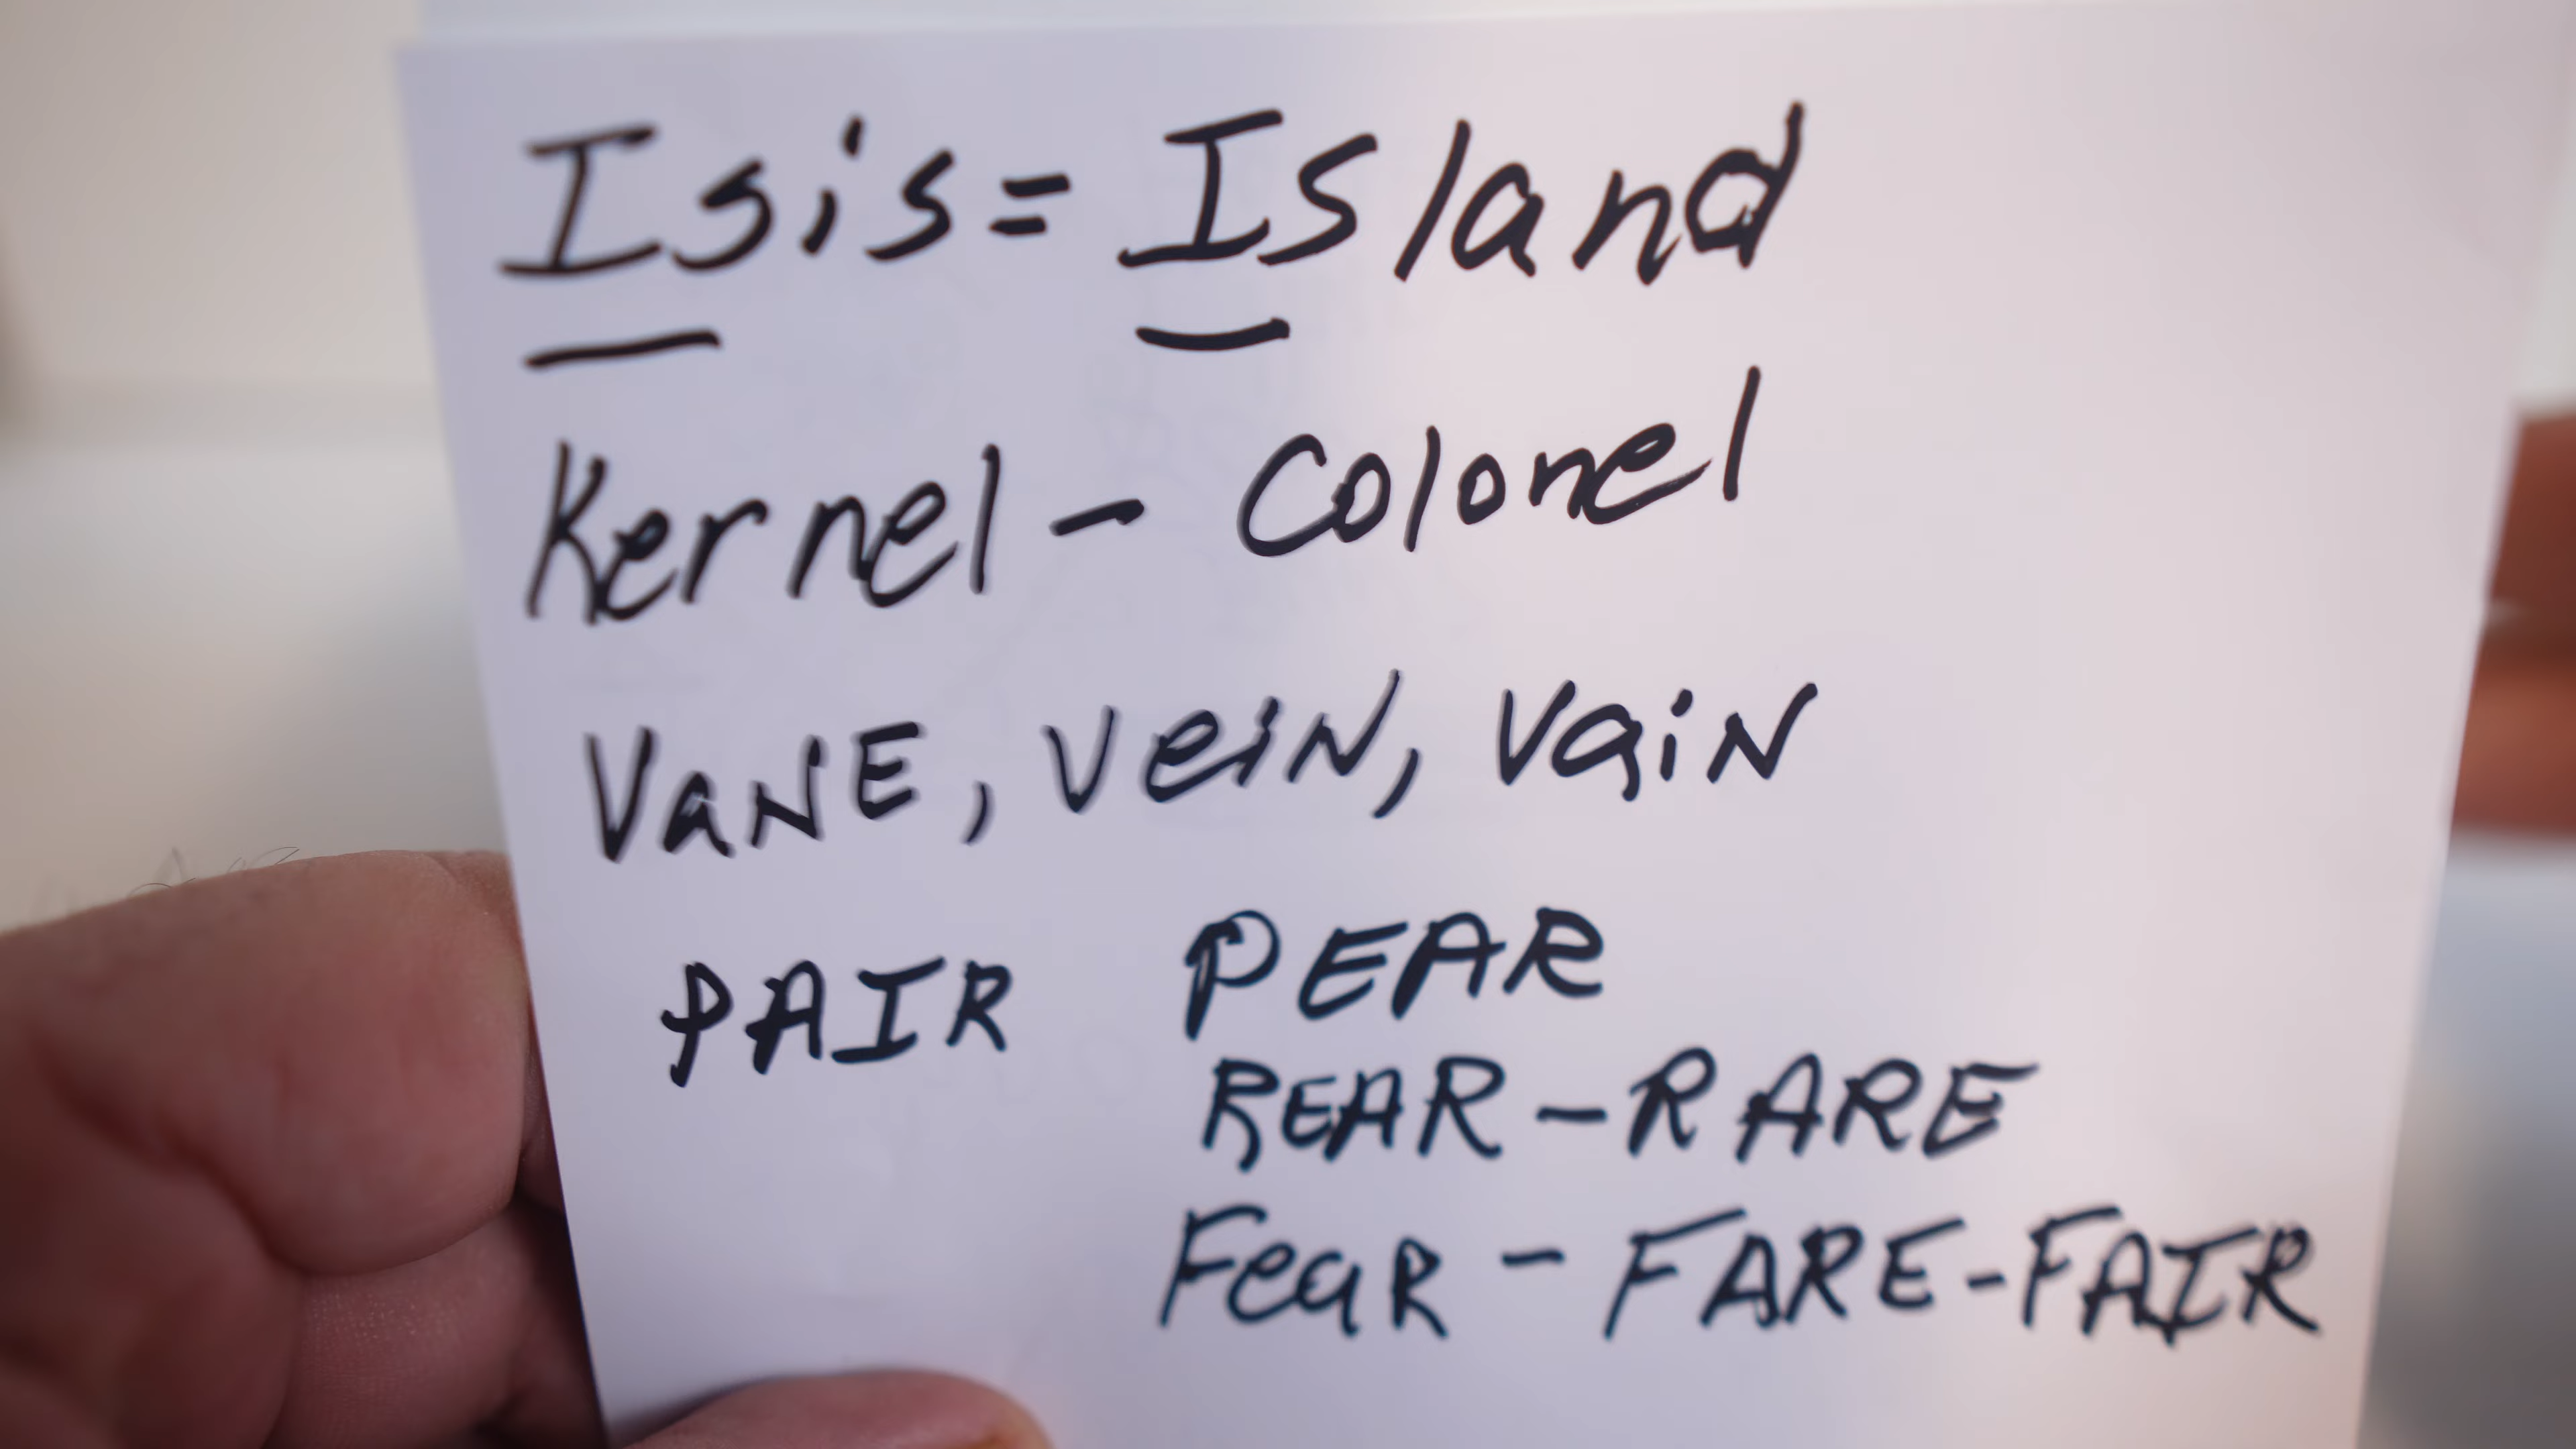 Isis = Island
Kernel - Colonel
VaNE, VeiN, VaiN
PAIR PEAR
REAR - RARE
FeaR - FARE - FAIR